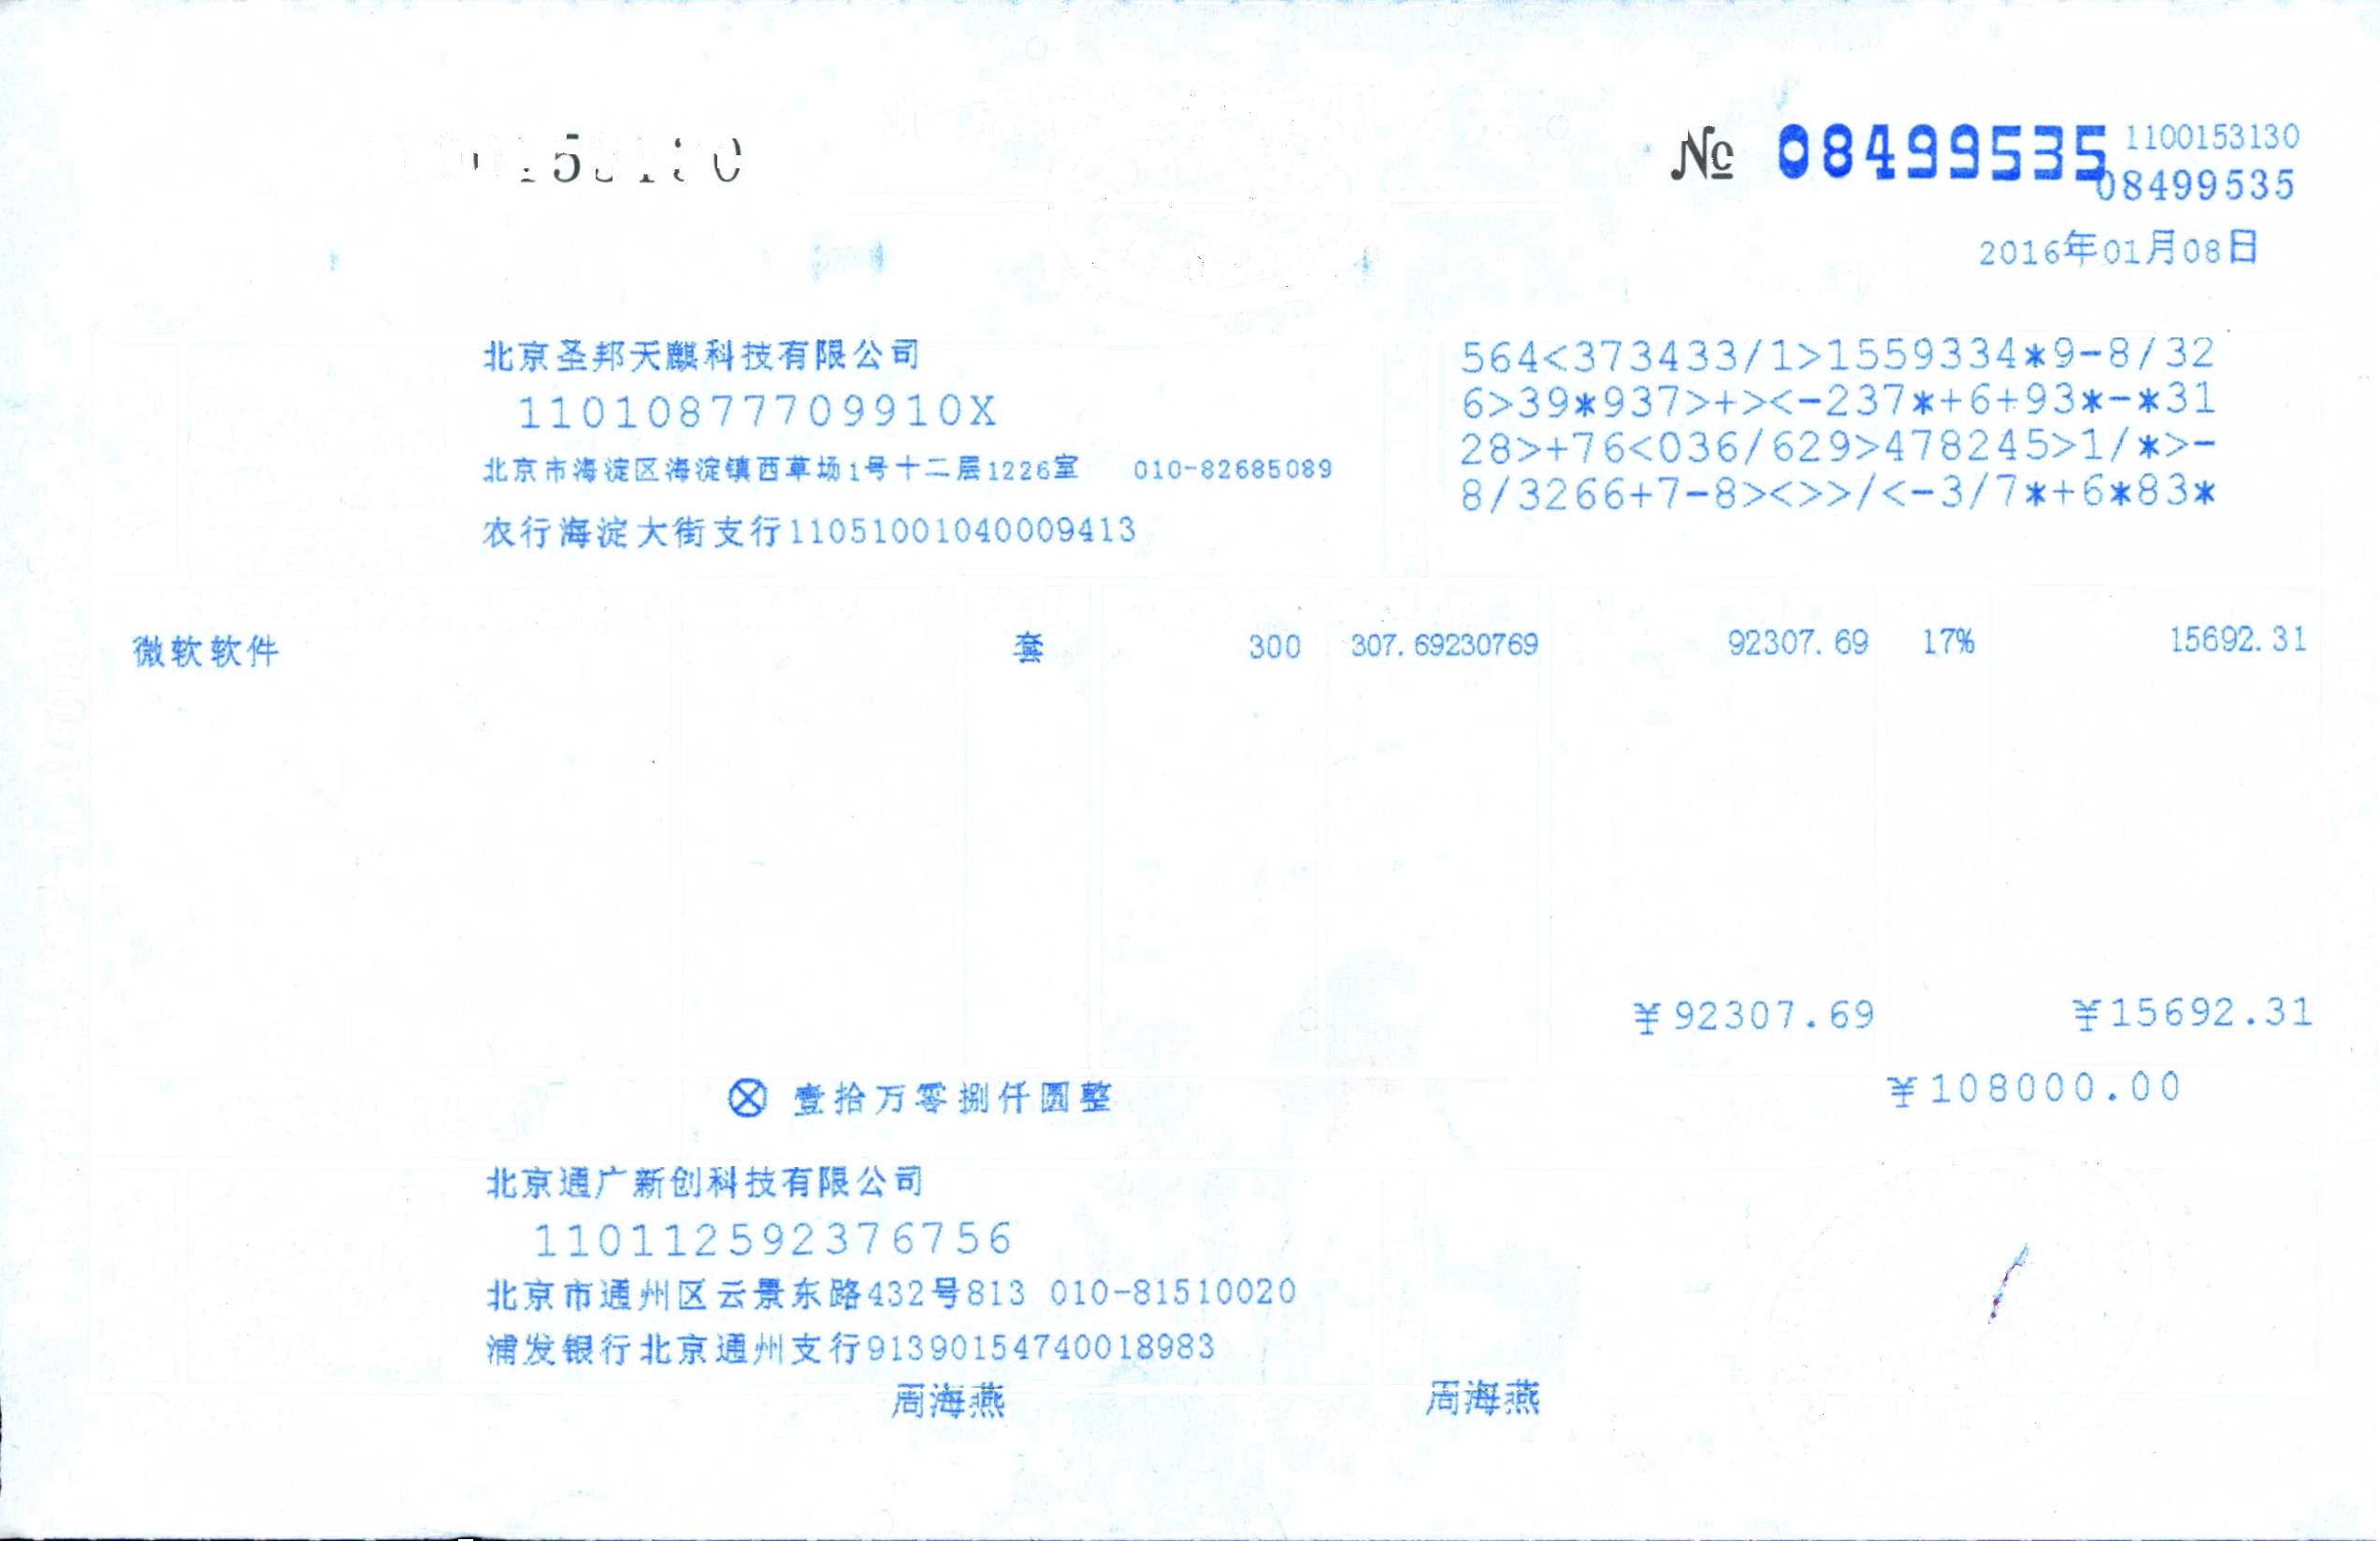 № 08499535 1100153130
08499535
2016年01月08日
北京圣邦天麒科技有限公司
11010877709910X
北京市海淀区海淀镇西草场1号十二层1226室 010-82685089
农行海淀大街支行11051001040009413
564<373433/1>1559334*9-8/32
6>39*937>+><-237*+6+93*-*31
28>+76<036/629>478245>1/*>-
8/3266+7-8><>>/<-3/7*+6*83*
微软软件 套 300 307.69230769 92307.69 17% 15692.31
¥92307.69 ¥15692.31
ⓧ 壹拾万零捌仟圆整 ¥108000.00
北京通广新创科技有限公司
110112592376756
北京市通州区云景东路432号813 010-81510020
浦发银行北京通州支行91390154740018983
周海燕 周海燕